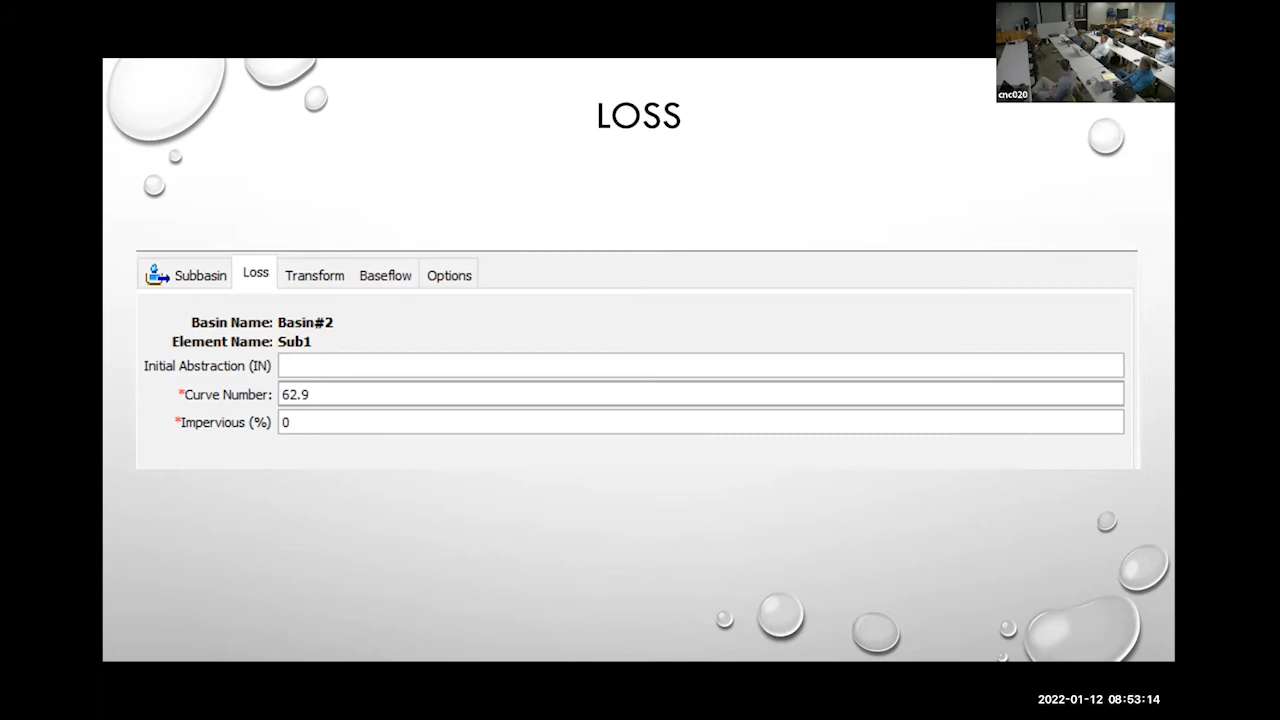 cnc020
LOSS
Subbasin Loss Transform Baseflow Options
Basin Name: Basin#2
Element Name: Sub1
Initial Abstraction (IN)
*Curve Number: 62.9
*Impervious (%) 0
2022-01-12 08:53:14